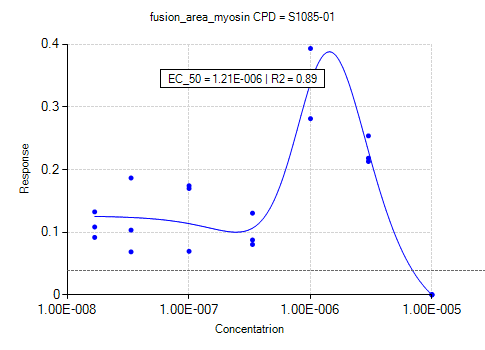 fusion_area_myosin CPD = S1085-01
0.4
EC_50 = 1.21E-006 | R2 = 0.89
0.3
Response
0.2
0.1
0
1.00E-008 1.00E-007 1.00E-006 1.00E-005
Concentatrion